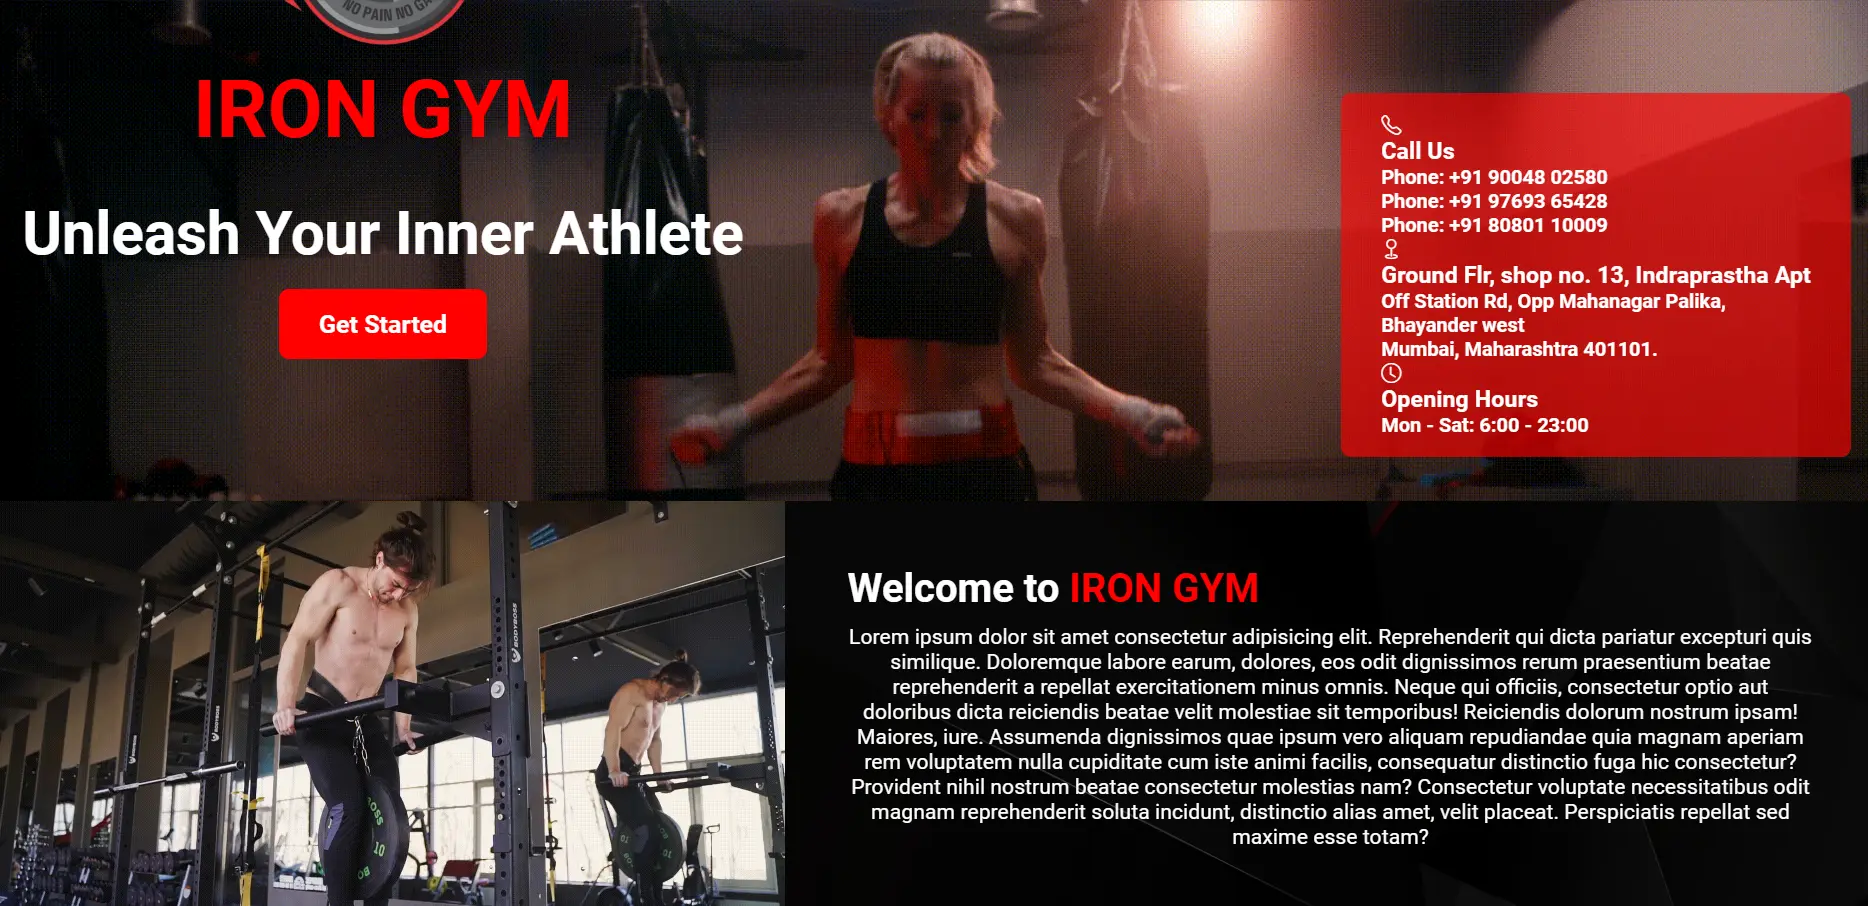 NO PAIN NO
IRON GYM
Unleash Your Inner Athlete
Get Started
Call Us
Phone: +91 90048 02580
Phone: +91 97693 65428
Phone: +91 80801 10009
Ground Flr, shop no. 13, Indraprastha Apt
Off Station Rd, Opp Mahanagar Palika,
Bhayander west
Mumbai, Maharashtra 401101.
Opening Hours
Mon - Sat: 6:00 - 23:00
BODYBOSS
BODYBOSS
10
10
Welcome to IRON GYM
Lorem ipsum dolor sit amet consectetur adipisicing elit. Reprehenderit qui dicta pariatur excepturi quis
similique. Doloremque labore earum, dolores, eos odit dignissimos rerum praesentium beatae
reprehenderit a repellat exercitationem minus omnis. Neque qui officiis, consectetur optio aut
doloribus dicta reiciendis beatae velit molestiae sit temporibus! Reiciendis dolorum nostrum ipsam!
Maiores, iure. Assumenda dignissimos quae ipsum vero aliquam repudiandae quia magnam aperiam
rem voluptatem nulla cupiditate cum iste animi facilis, consequatur distinctio fuga hic consectetur?
Provident nihil nostrum beatae consectetur molestias nam? Consectetur voluptate necessitatibus odit
magnam reprehenderit soluta incidunt, distinctio alias amet, velit placeat. Perspiciatis repellat sed
maxime esse totam?